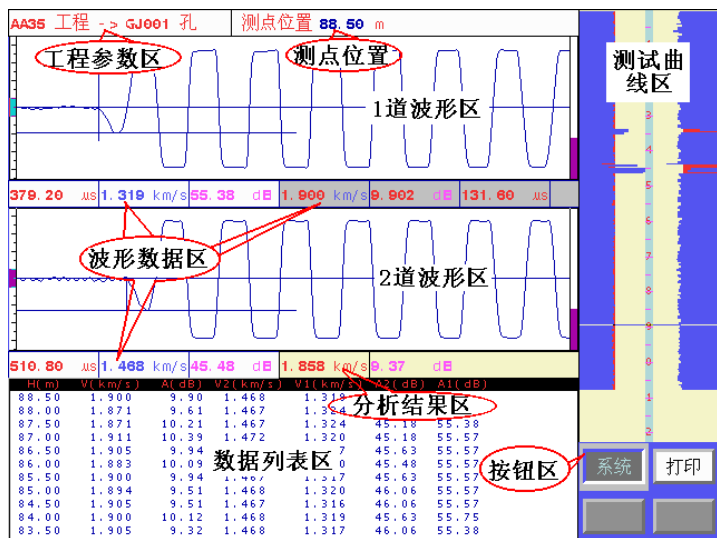 AA35 工程 -> GJ001 孔 测点位置 88.50 m
工程参数区
测点位置
测试曲线区
1道波形区
379.20 us 1.319 km/s 55.38 dB 1.900 km/s 9.902 dB 131.60 us
波形数据区
2道波形区
510.80 us 1.468 km/s 45.48 dB 1.858 km/s 9.37 dB
H(m) V(km/s) A(dB) V2(km/s) V1(km/s) A2(dB) A1(dB)
88.50 1.900 9.90 1.468
88.00 1.871 9.61 1.467
分析结果区
87.50 1.871 10.21 1.467 1.324 45.18 55.38
87.00 1.911 10.39 1.472 1.320 45.18 55.57
86.50 1.905 9.94 45.63 55.57
86.00 1.883 10.09 45.48 55.57
数据列表区
85.50 1.900 9.94 45.63 55.57
85.00 1.894 9.51 1.468 1.320 46.06 55.57
84.50 1.905 9.51 1.467 1.316 46.06 55.57
84.00 1.900 10.12 1.468 1.319 45.63 55.75
83.50 1.905 9.32 1.468 1.317 46.06 55.38
3
4
5
6
7
8
9
0
1
2
按钮区
系统 打印